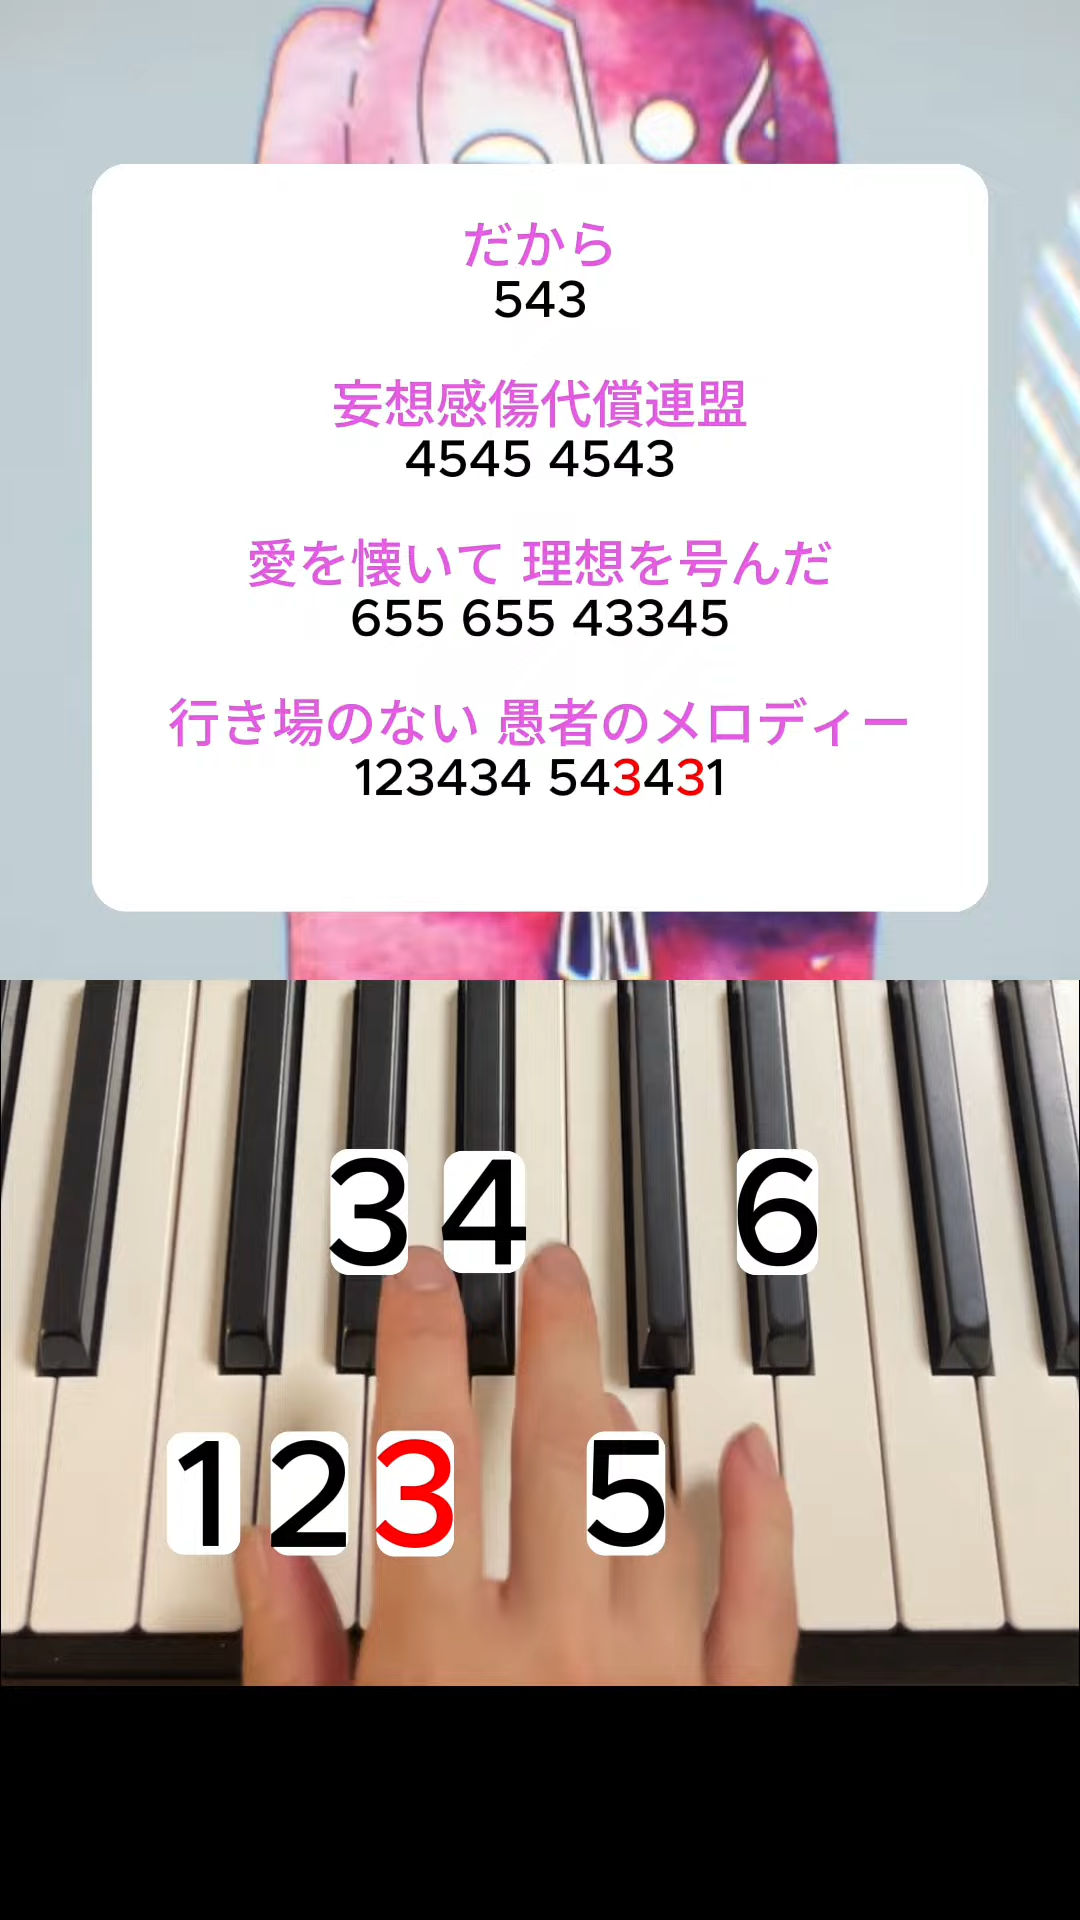 だから
543
妄想感傷代償連盟
4545 4543
愛を懐いて 理想を号んだ
655 655 43345
行き場のない 愚者のメロディー
123434 543431
3 4 6
1 2 3 5